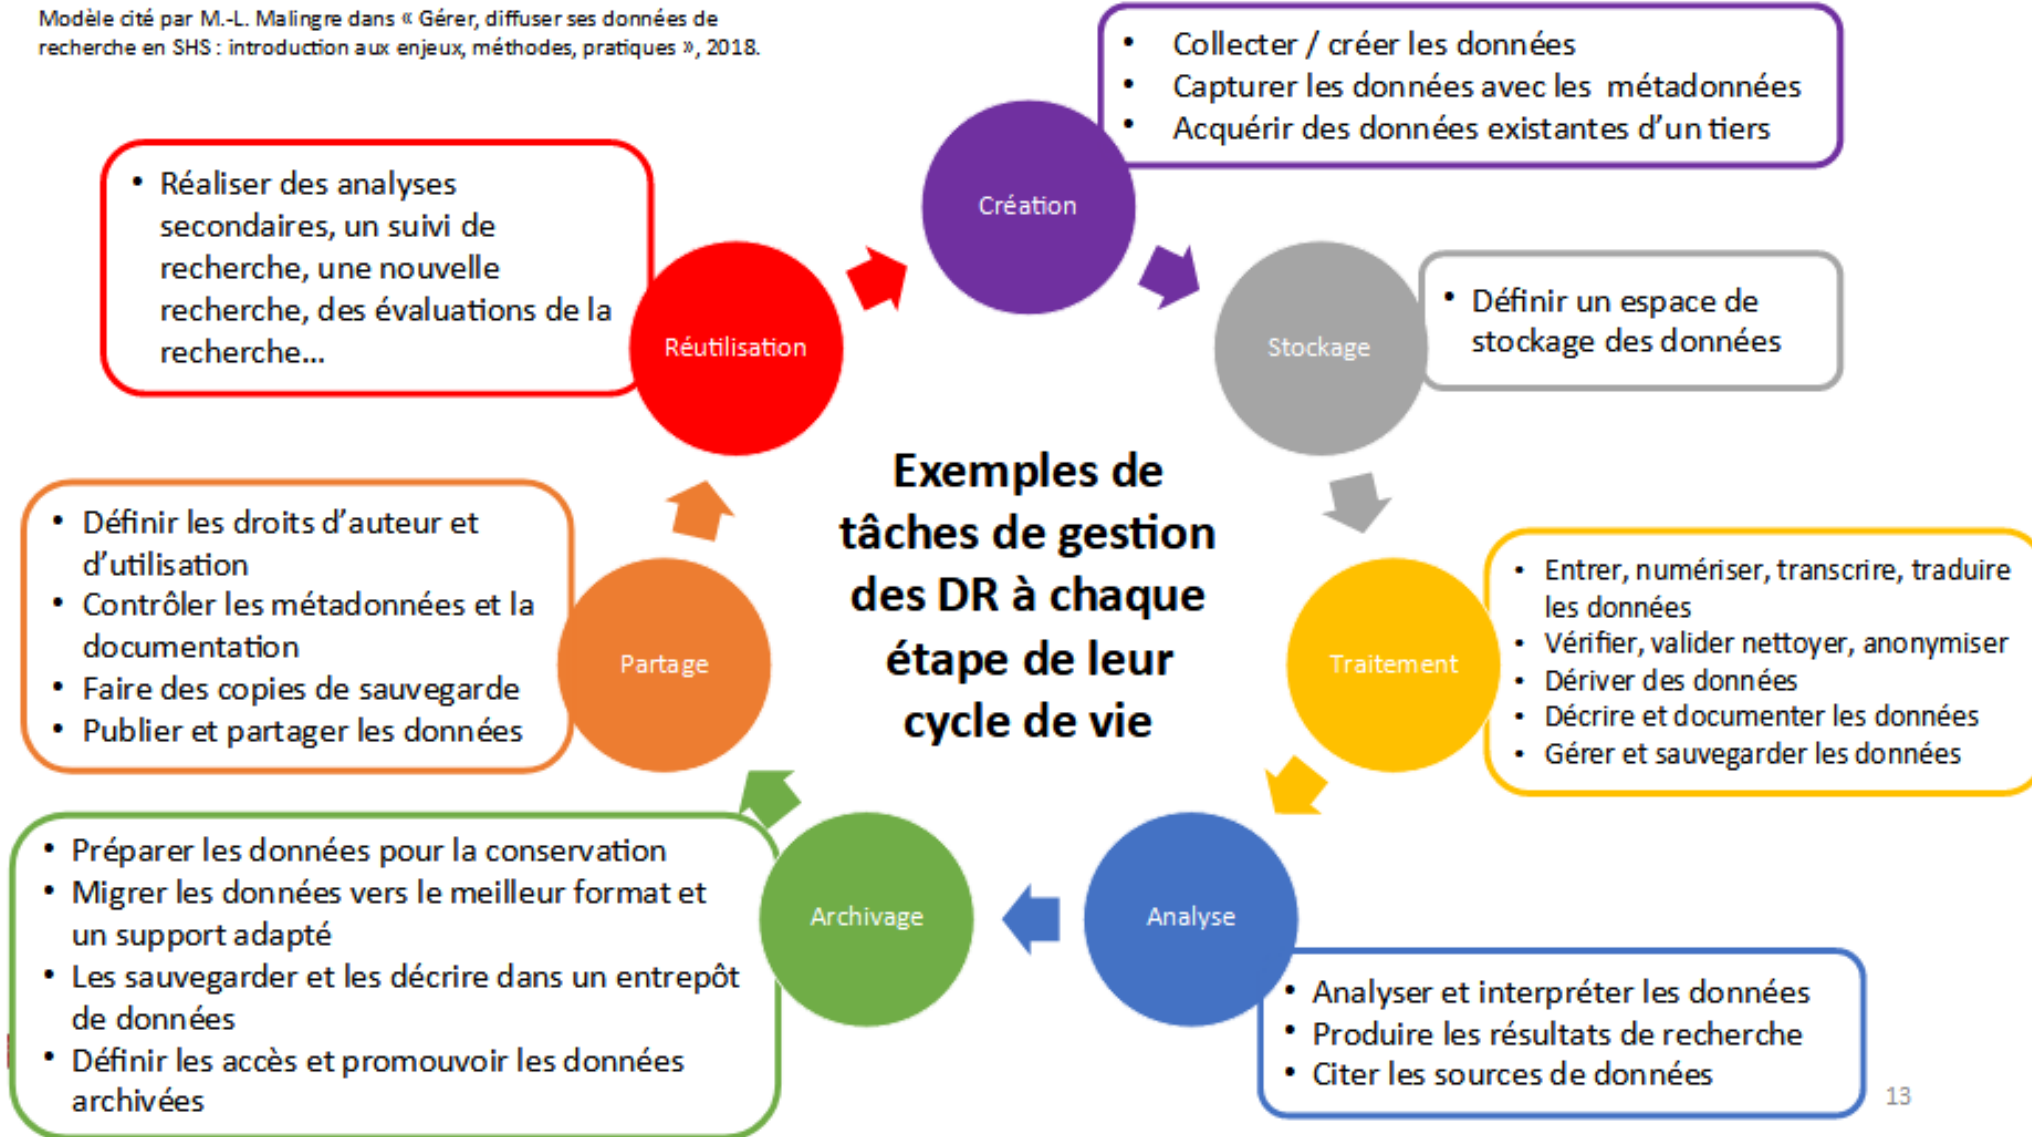 Modèle cité par M.-L. Malingre dans « Gérer, diffuser ses données de
recherche en SHS : introduction aux enjeux, méthodes, pratiques », 2018.
• Collecter / créer les données
• Capturer les données avec les métadonnées
• Acquérir des données existantes d’un tiers
Création
• Définir un espace de
stockage des données
Stockage
• Entrer, numériser, transcrire, traduire
les données
• Vérifier, valider nettoyer, anonymiser
• Dériver des données
• Décrire et documenter les données
• Gérer et sauvegarder les données
Traitement
• Analyser et interpréter les données
• Produire les résultats de recherche
• Citer les sources de données
Analyse
• Préparer les données pour la conservation
• Migrer les données vers le meilleur format et
un support adapté
• Les sauvegarder et les décrire dans un entrepôt
de données
• Définir les accès et promouvoir les données
archivées
Archivage
• Définir les droits d’auteur et
d’utilisation
• Contrôler les métadonnées et la
documentation
• Faire des copies de sauvegarde
• Publier et partager les données
Partage
• Réaliser des analyses
secondaires, un suivi de
recherche, une nouvelle
recherche, des évaluations de la
recherche…
Réutilisation
Exemples de
tâches de gestion
des DR à chaque
étape de leur
cycle de vie
13